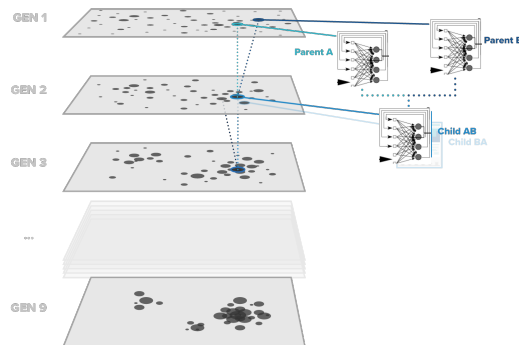 GEN 1
Parent A
Parent B
GEN 2
Child AB
Child BA
GEN 3
...
GEN 9